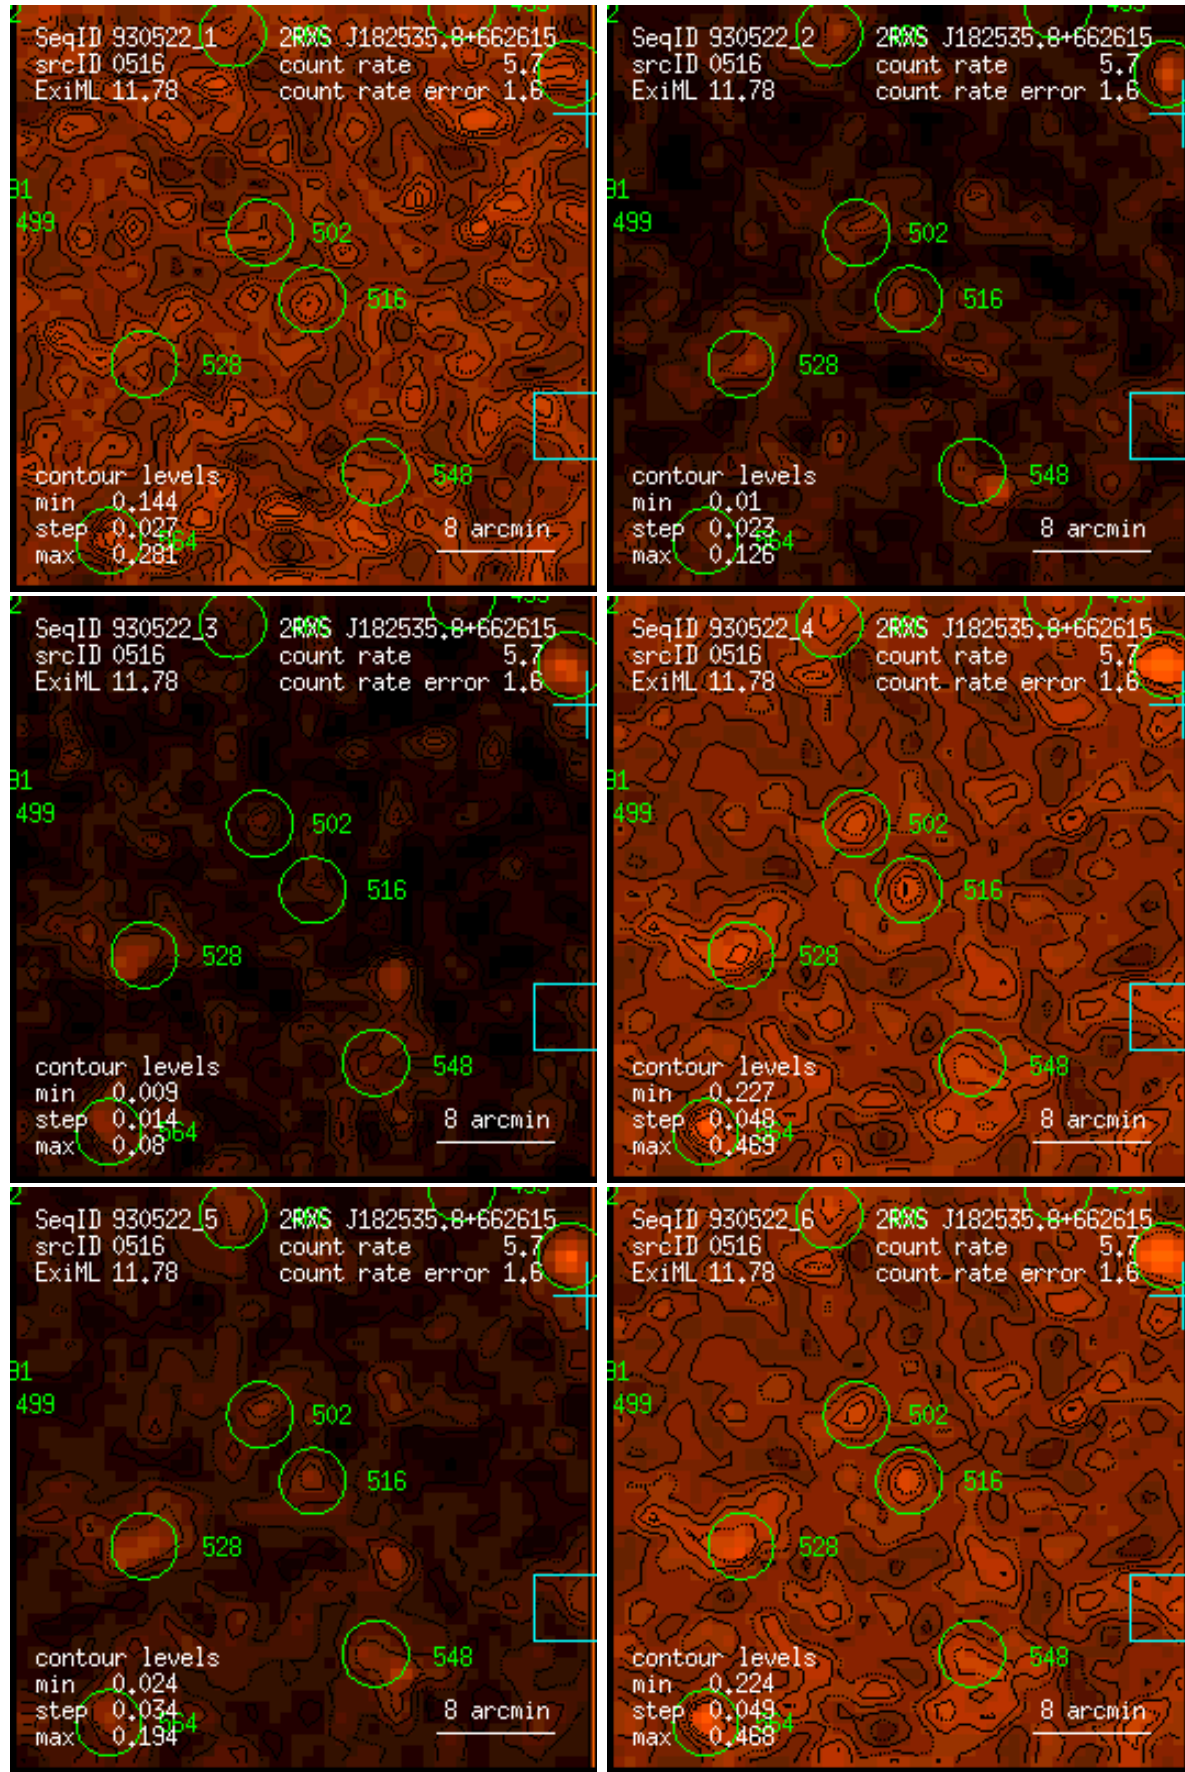 SeqID 930522_1 2RXS J182535.8+662615
srcID 0516 count rate 5.7
ExiML 11.78 count rate error 1.6
91
499
502
516
528
548
564
contour levels
min 0.144
step 0.027
max 0.281
8 arcmin
SeqID 930522_2 2RXS J182535.8+662615
srcID 0516 count rate 5.7
ExiML 11.78 count rate error 1.6
91
499
502
516
528
548
564
contour levels
min 0.01
step 0.023
max 0.126
8 arcmin
SeqID 930522_3 2RXS J182535.8+662615
srcID 0516 count rate 5.7
ExiML 11.78 count rate error 1.6
91
499
502
516
528
548
564
contour levels
min 0.009
step 0.014
max 0.08
8 arcmin
SeqID 930522_4 2RXS J182535.8+662615
srcID 0516 count rate 5.7
ExiML 11.78 count rate error 1.6
91
499
502
516
528
548
564
contour levels
min 0.227
step 0.048
max 0.469
8 arcmin
SeqID 930522_5 2RXS J182535.8+662615
srcID 0516 count rate 5.7
ExiML 11.78 count rate error 1.6
91
499
502
516
528
548
564
contour levels
min 0.024
step 0.034
max 0.194
8 arcmin
SeqID 930522_6 2RXS J182535.8+662615
srcID 0516 count rate 5.7
ExiML 11.78 count rate error 1.6
91
499
502
516
528
548
564
contour levels
min 0.224
step 0.049
max 0.468
8 arcmin